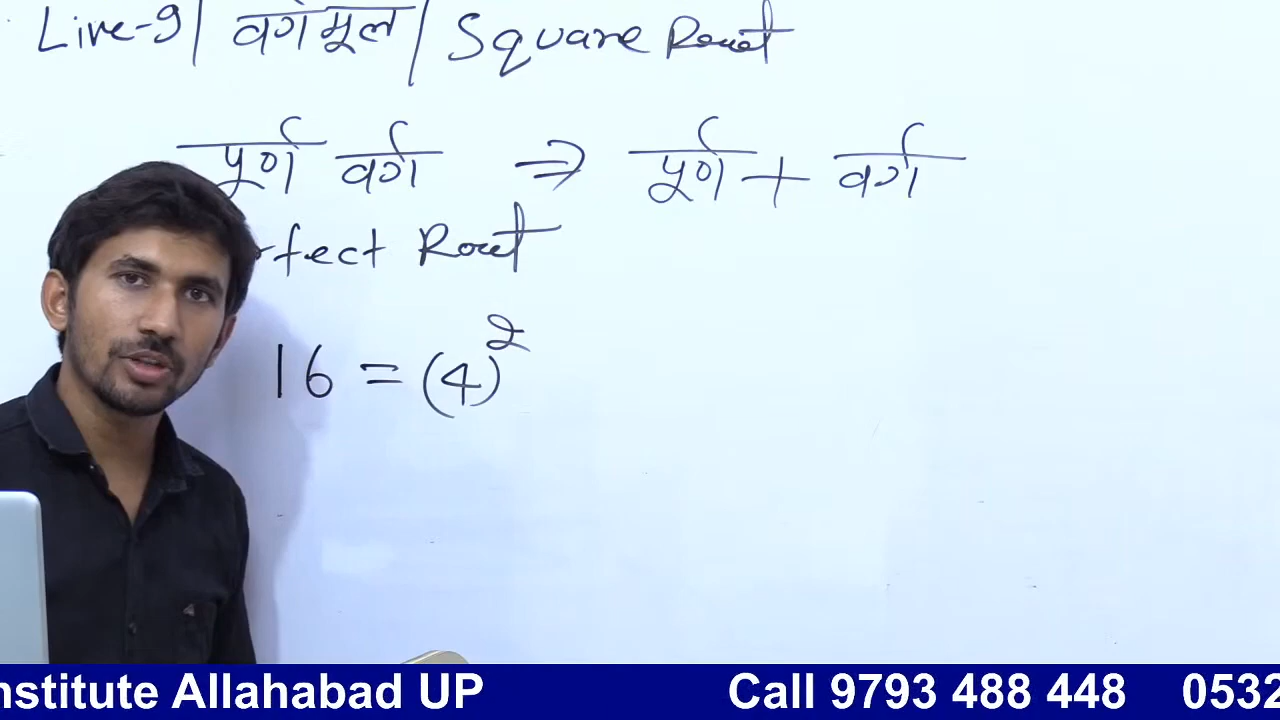 Live-9 | वर्गमूल | Square Root
पूर्ण वर्ग ⇒ पूर्ण + वर्ग
rfect Root
16 = (4)²
nstitute Allahabad UP Call 9793 488 448 0532